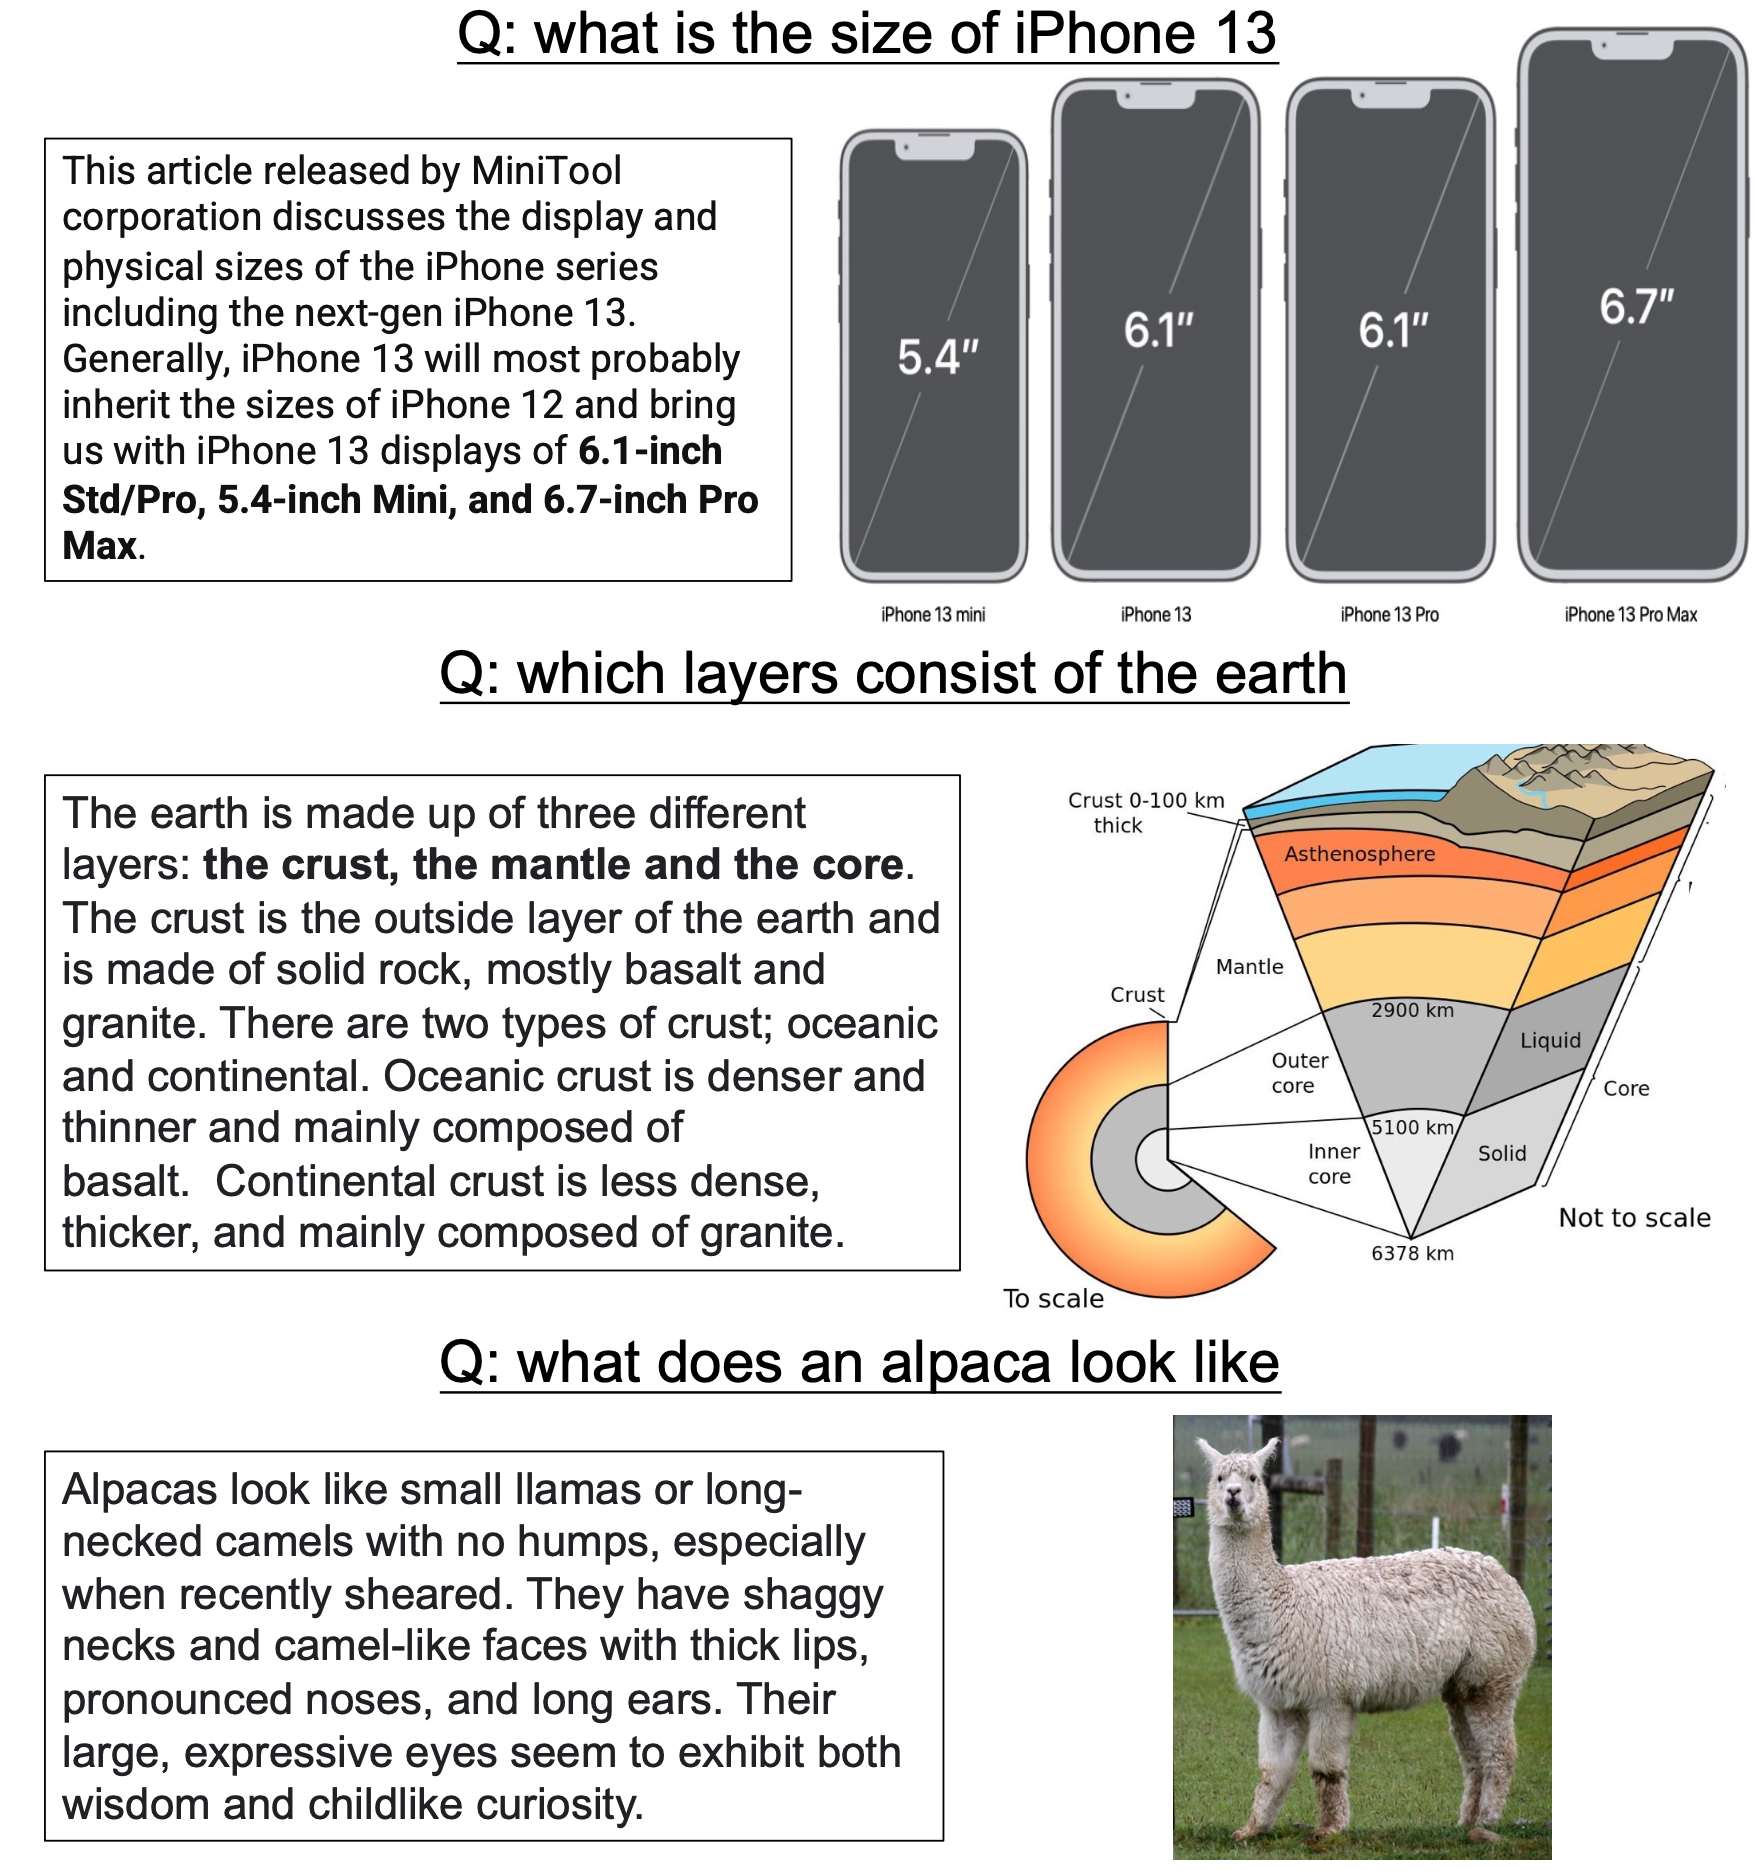 Q: what is the size of iPhone 13
This article released by MiniTool
corporation discusses the display and
physical sizes of the iPhone series
including the next-gen iPhone 13.
Generally, iPhone 13 will most probably
inherit the sizes of iPhone 12 and bring
us with iPhone 13 displays of 6.1-inch
Std/Pro, 5.4-inch Mini, and 6.7-inch Pro
Max.
5.4"
6.1"
6.1"
6.7"
iPhone 13 mini
iPhone 13
iPhone 13 Pro
iPhone 13 Pro Max
Q: which layers consist of the earth
The earth is made up of three different
layers: the crust, the mantle and the core.
The crust is the outside layer of the earth and
is made of solid rock, mostly basalt and
granite. There are two types of crust; oceanic
and continental. Oceanic crust is denser and
thinner and mainly composed of
basalt.  Continental crust is less dense,
thicker, and mainly composed of granite.
Crust 0-100 km
thick
Asthenosphere
Mantle
Crust
2900 km
Liquid
Outer
core
Core
5100 km
Inner
core
Solid
Not to scale
6378 km
To scale
Q: what does an alpaca look like
Alpacas look like small llamas or long-
necked camels with no humps, especially
when recently sheared. They have shaggy
necks and camel-like faces with thick lips,
pronounced noses, and long ears. Their
large, expressive eyes seem to exhibit both
wisdom and childlike curiosity.